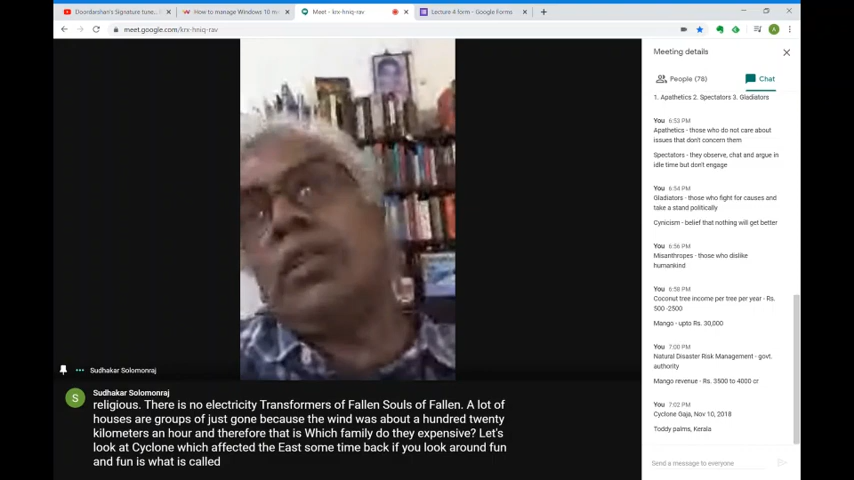 Doordarshan's Signature tune...
How to manage Windows 10 m
Meet - krx-hniq-rav
Lecture 4 form - Google Forms
meet.google.com/krx-hniq-rav
A
Meeting details
People (78)
Chat
1. Apathetics 2. Spectators 3. Gladiators
You 6:53 PM
Apathetics - those who do not care about
issues that don't concern them
Spectators - they observe, chat and argue in
idle time but don't engage
You 6:54 PM
Gladiators - those who fight for causes and
take a stand politically
Cynicism - belief that nothing will get better
You 6:56 PM
Misanthropes - those who dislike
humankind
You 6:58 PM
Coconut tree income per tree per year - Rs.
500 -2500
Mango - upto Rs. 30,000
You 7:00 PM
Natural Disaster Risk Management - govt.
authority
Mango revenue - Rs. 3500 to 4000 cr
You 7:02 PM
Cyclone Gaja, Nov 10, 2018
Toddy palms, Kerala
Send a message to everyone
Sudhakar Solomonraj
S
Sudhakar Solomonraj
religious. There is no electricity Transformers of Fallen Souls of Fallen. A lot of
houses are groups of just gone because the wind was about a hundred twenty
kilometers an hour and therefore that is Which family do they expensive? Let's
look at Cyclone which affected the East some time back if you look around fun
and fun is what is called